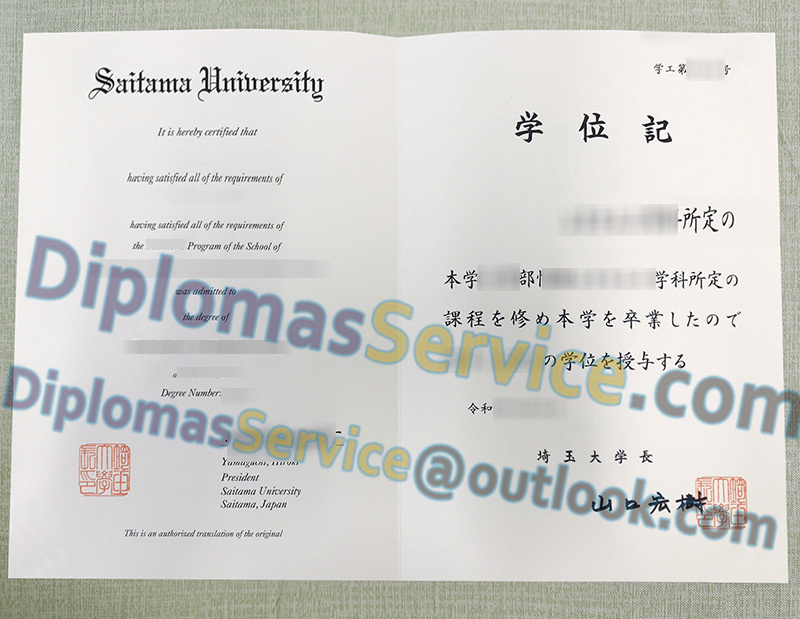 Saitama University
It is hereby certified that
having satisfied all of the requirements of
having satisfied all of the requirements of
the Program of the School of
was admitted to
the degree of
Degree Number:
Yamaguchi, Hiroki
President
Saitama University
Saitama, Japan
This is an authorized translation of the original
学工第 号
学位記
科所定の
本学 部 学科所定の
課程を修め本学を卒業したので
の学位を授与する
令和
埼玉大学長
山口宏樹
DiplomasService.com
DiplomasService@outlook.com